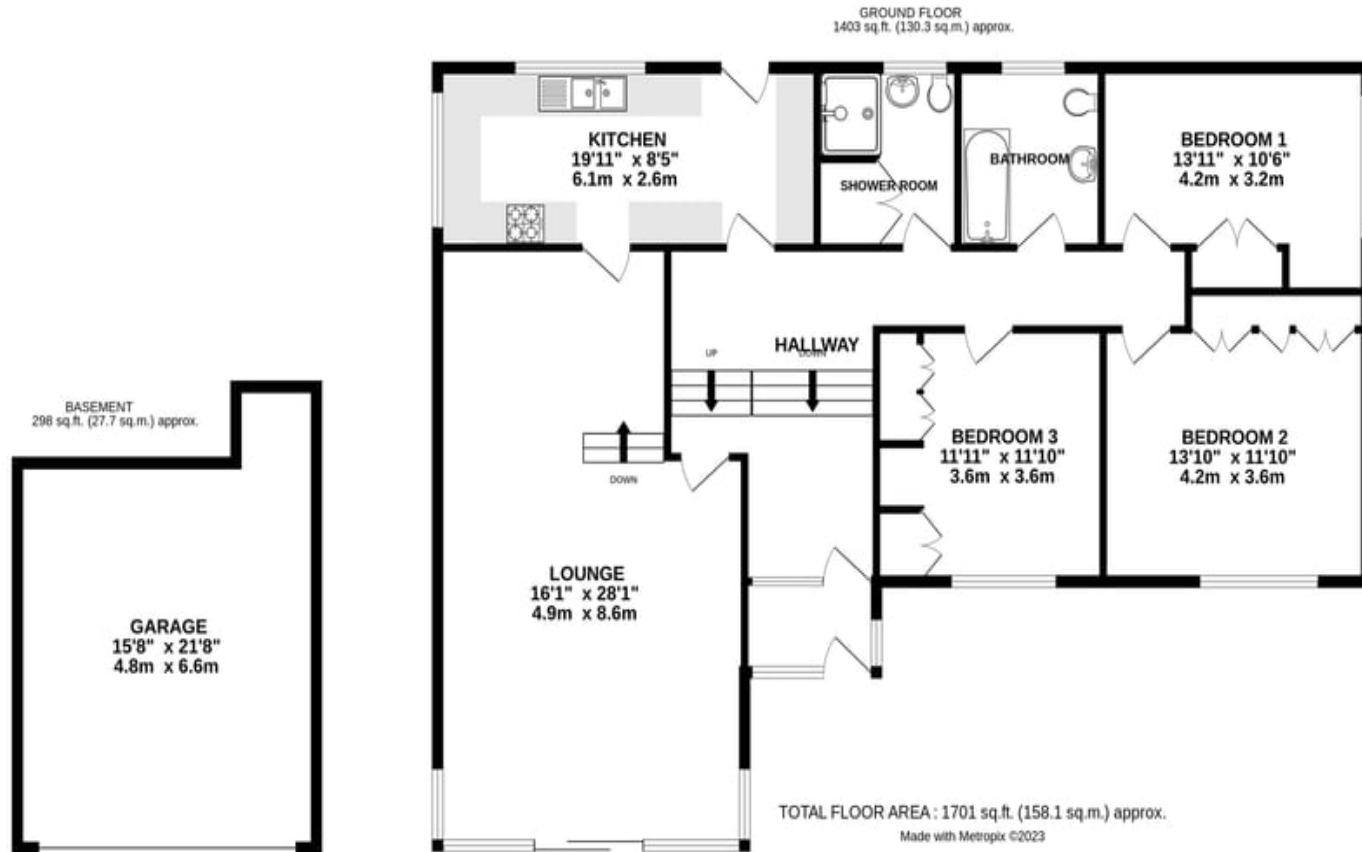 GROUND FLOOR
1403 sq.ft. (130.3 sq.m.) approx.
KITCHEN
19'11" x 8'5"
6.1m x 2.6m
SHOWER ROOM
BATHROOM
BEDROOM 1
13'11" x 10'6"
4.2m x 3.2m
HALLWAY
UP
DOWN
BASEMENT
298 sq.ft. (27.7 sq.m.) approx.
BEDROOM 3
11'11" x 11'10"
3.6m x 3.6m
BEDROOM 2
13'10" x 11'10"
4.2m x 3.6m
DOWN
LOUNGE
16'1" x 28'1"
4.9m x 8.6m
GARAGE
15'8" x 21'8"
4.8m x 6.6m
TOTAL FLOOR AREA : 1701 sq.ft. (158.1 sq.m.) approx.
Made with Metropix ©2023